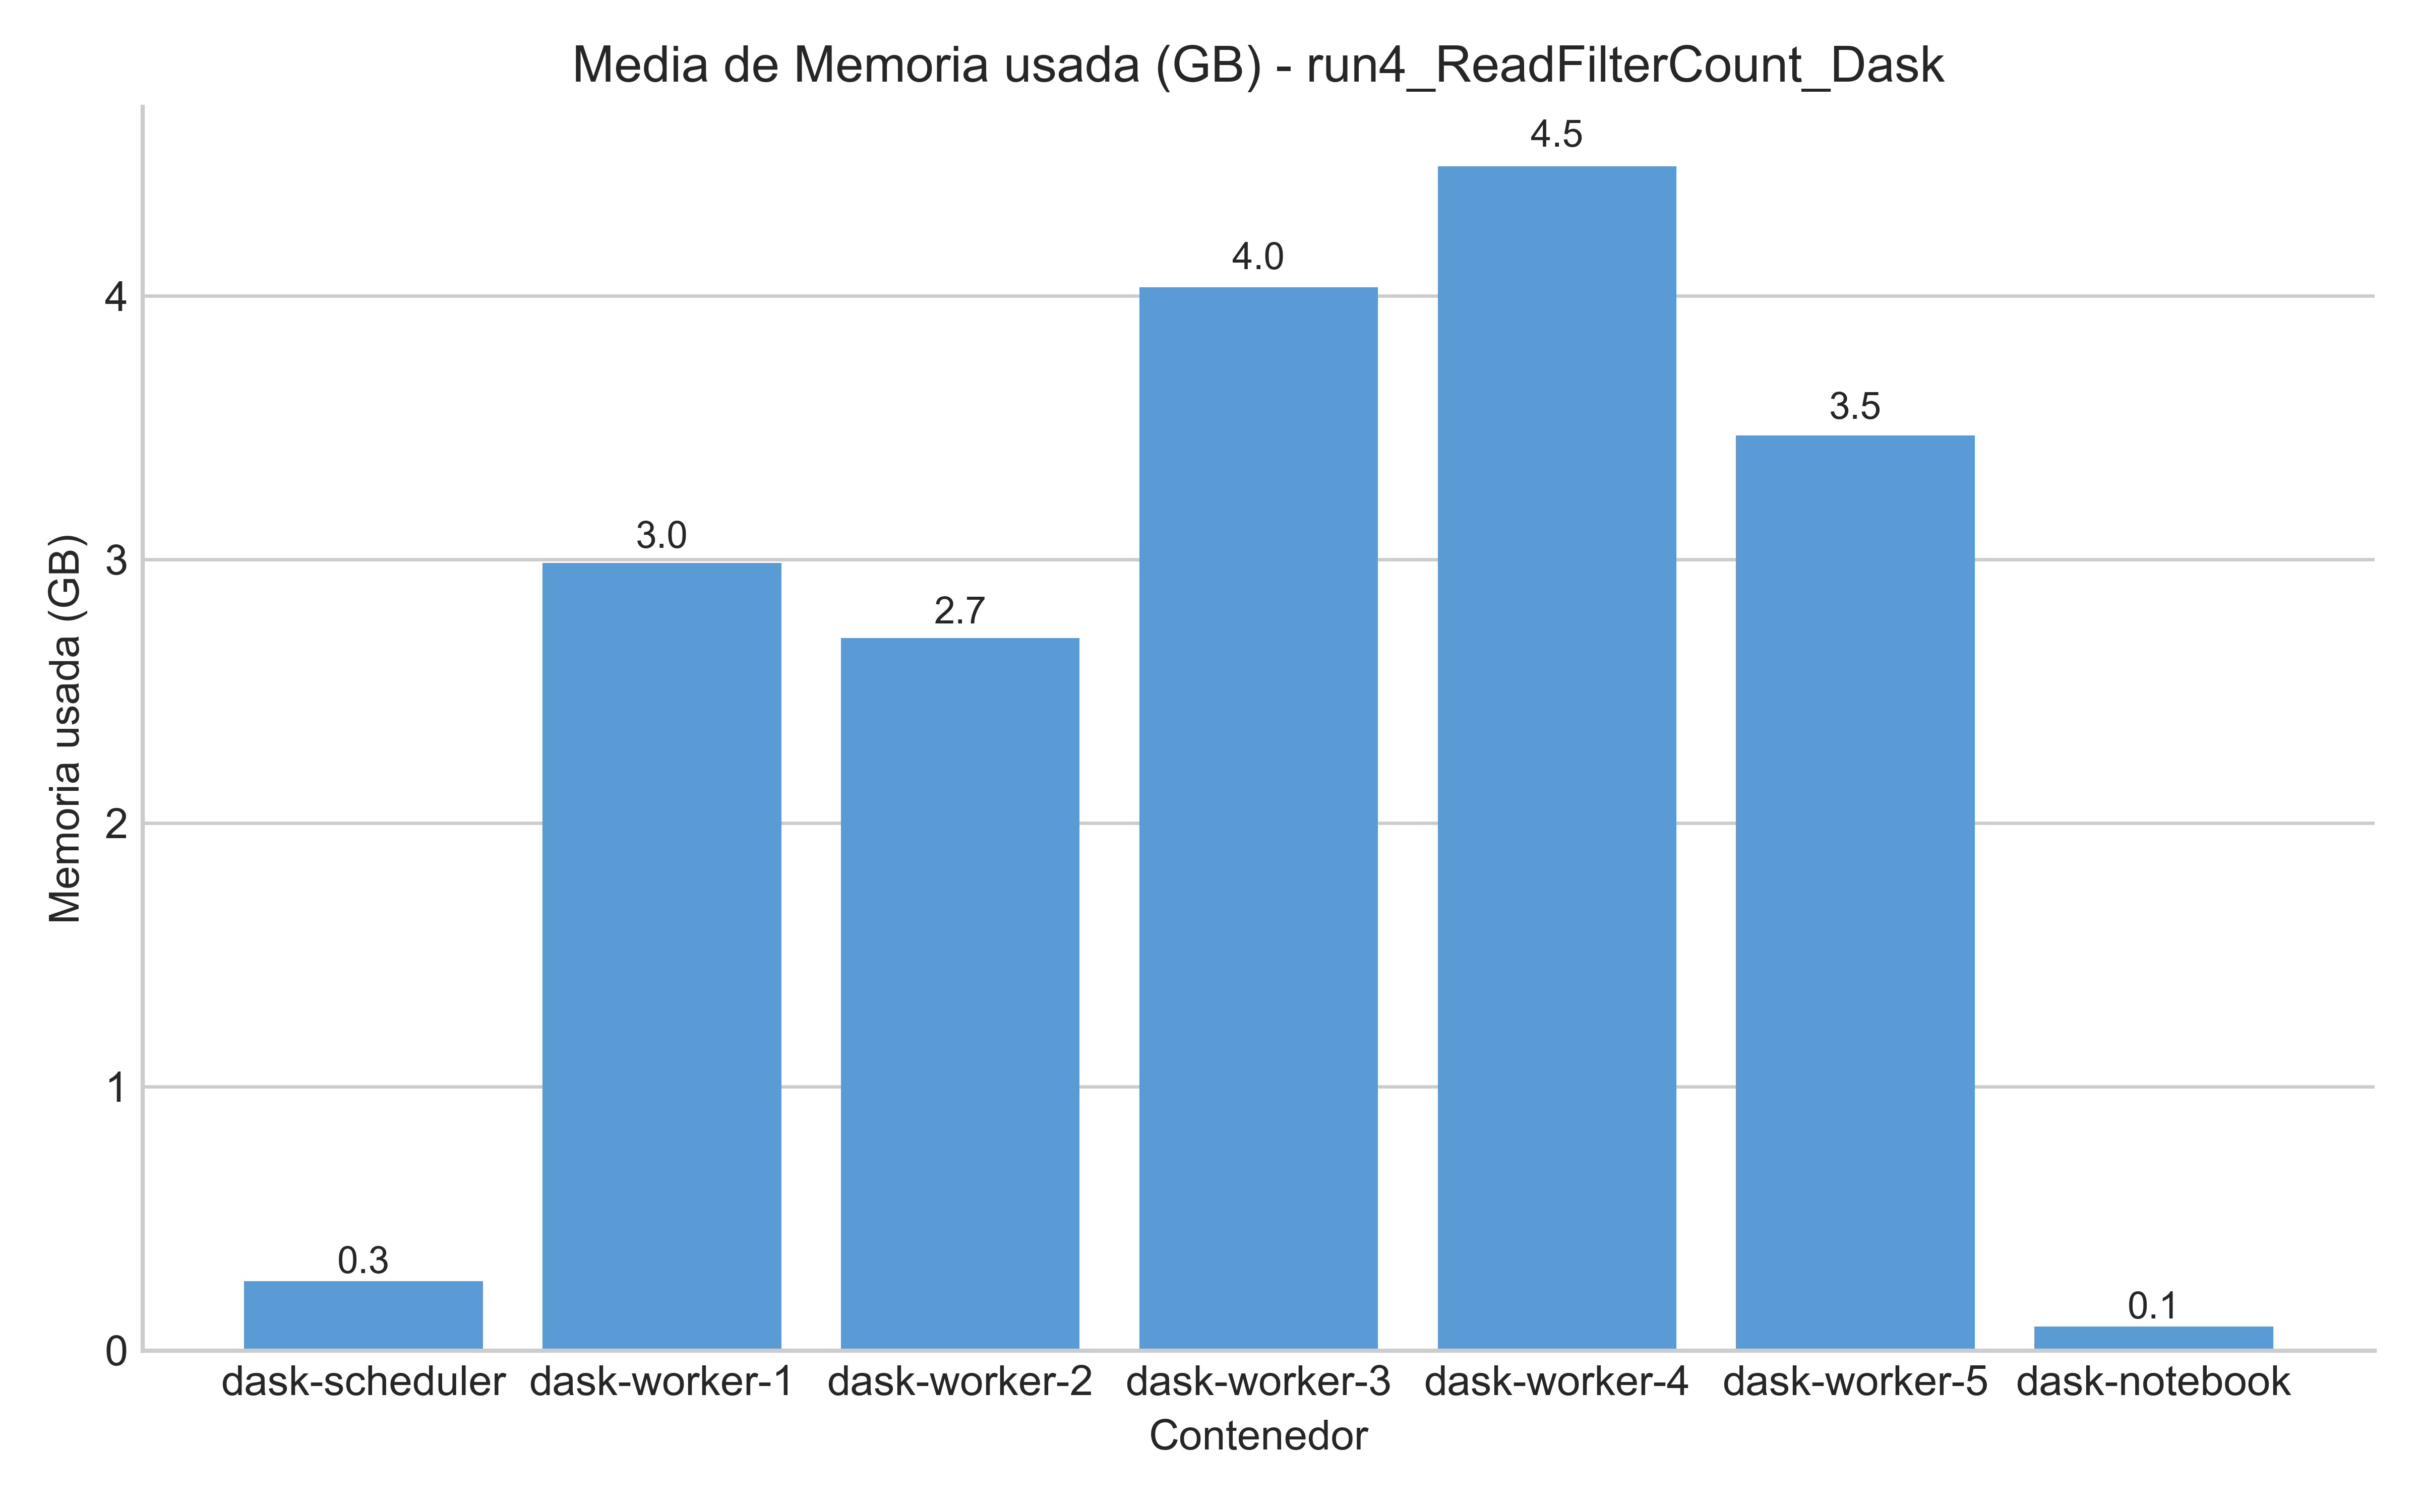 Media de Memoria usada (GB) - run4_ReadFilterCount_Dask
Memoria usada (GB)
4
3
2
1
0
0.3
3.0
2.7
4.0
4.5
3.5
0.1
dask-scheduler
dask-worker-1
dask-worker-2
dask-worker-3
dask-worker-4
dask-worker-5
dask-notebook
Contenedor